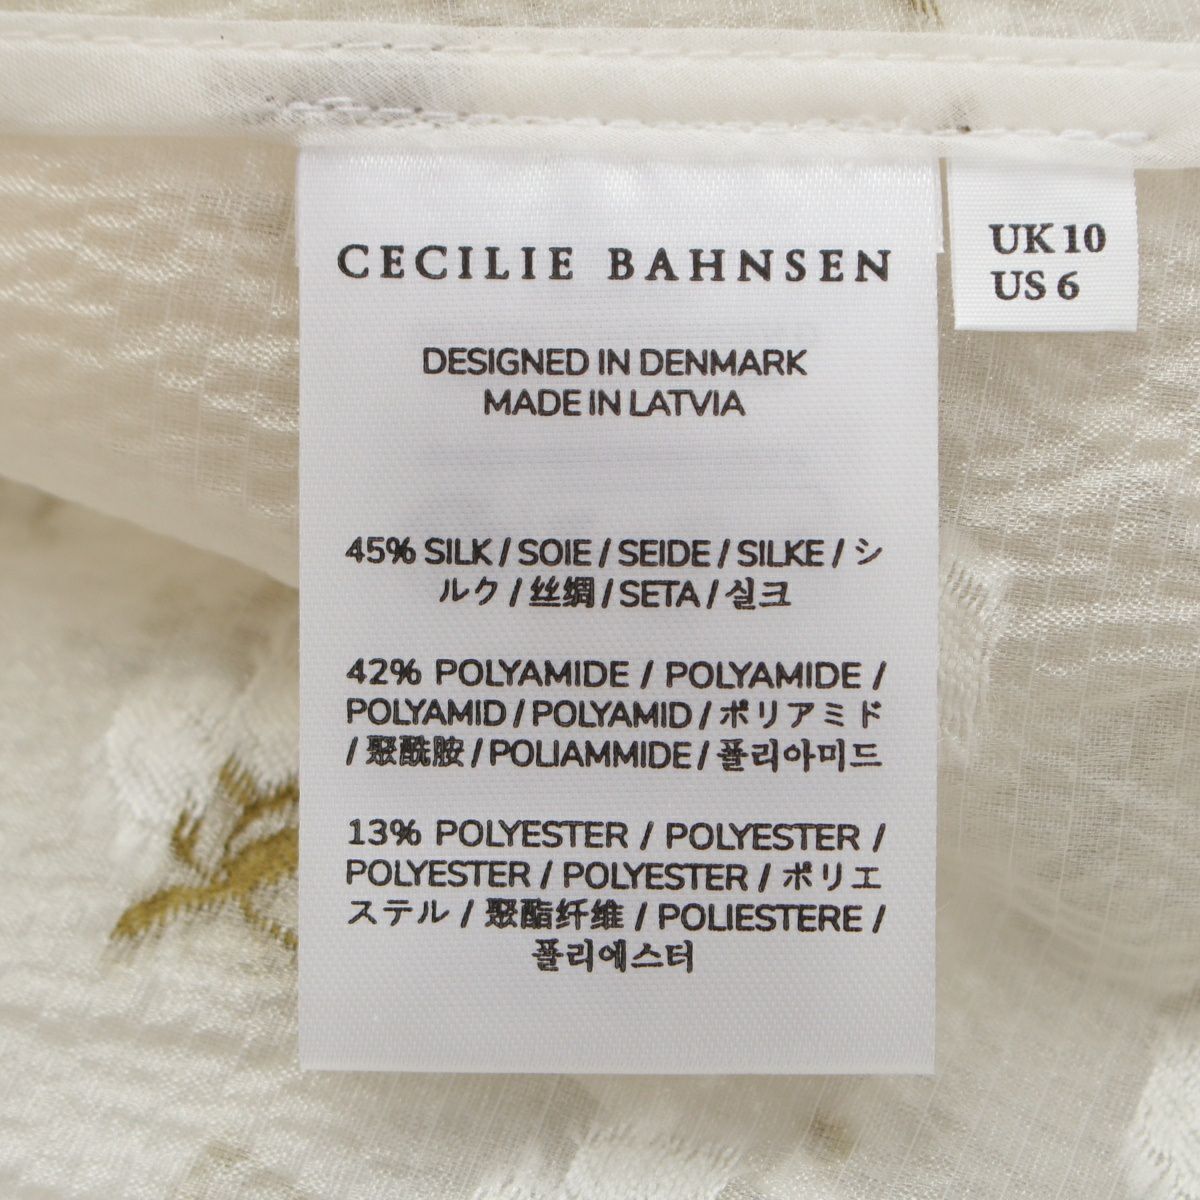 CECILIE BAHNSEN
DESIGNED IN DENMARK
MADE IN LATVIA
45% SILK / SOIE / SEIDE / SILKE / シ
ルク / 丝绸 / SETA / 실크
42% POLYAMIDE / POLYAMIDE /
POLYAMID / POLYAMID / ポリアミド
/ 聚酰胺 / POLIAMMIDE / 폴리아미드
13% POLYESTER / POLYESTER /
POLYESTER / POLYESTER / ポリエ
ステル / 聚酯纤维 / POLIESTERE /
폴리에스터
UK 10
US 6